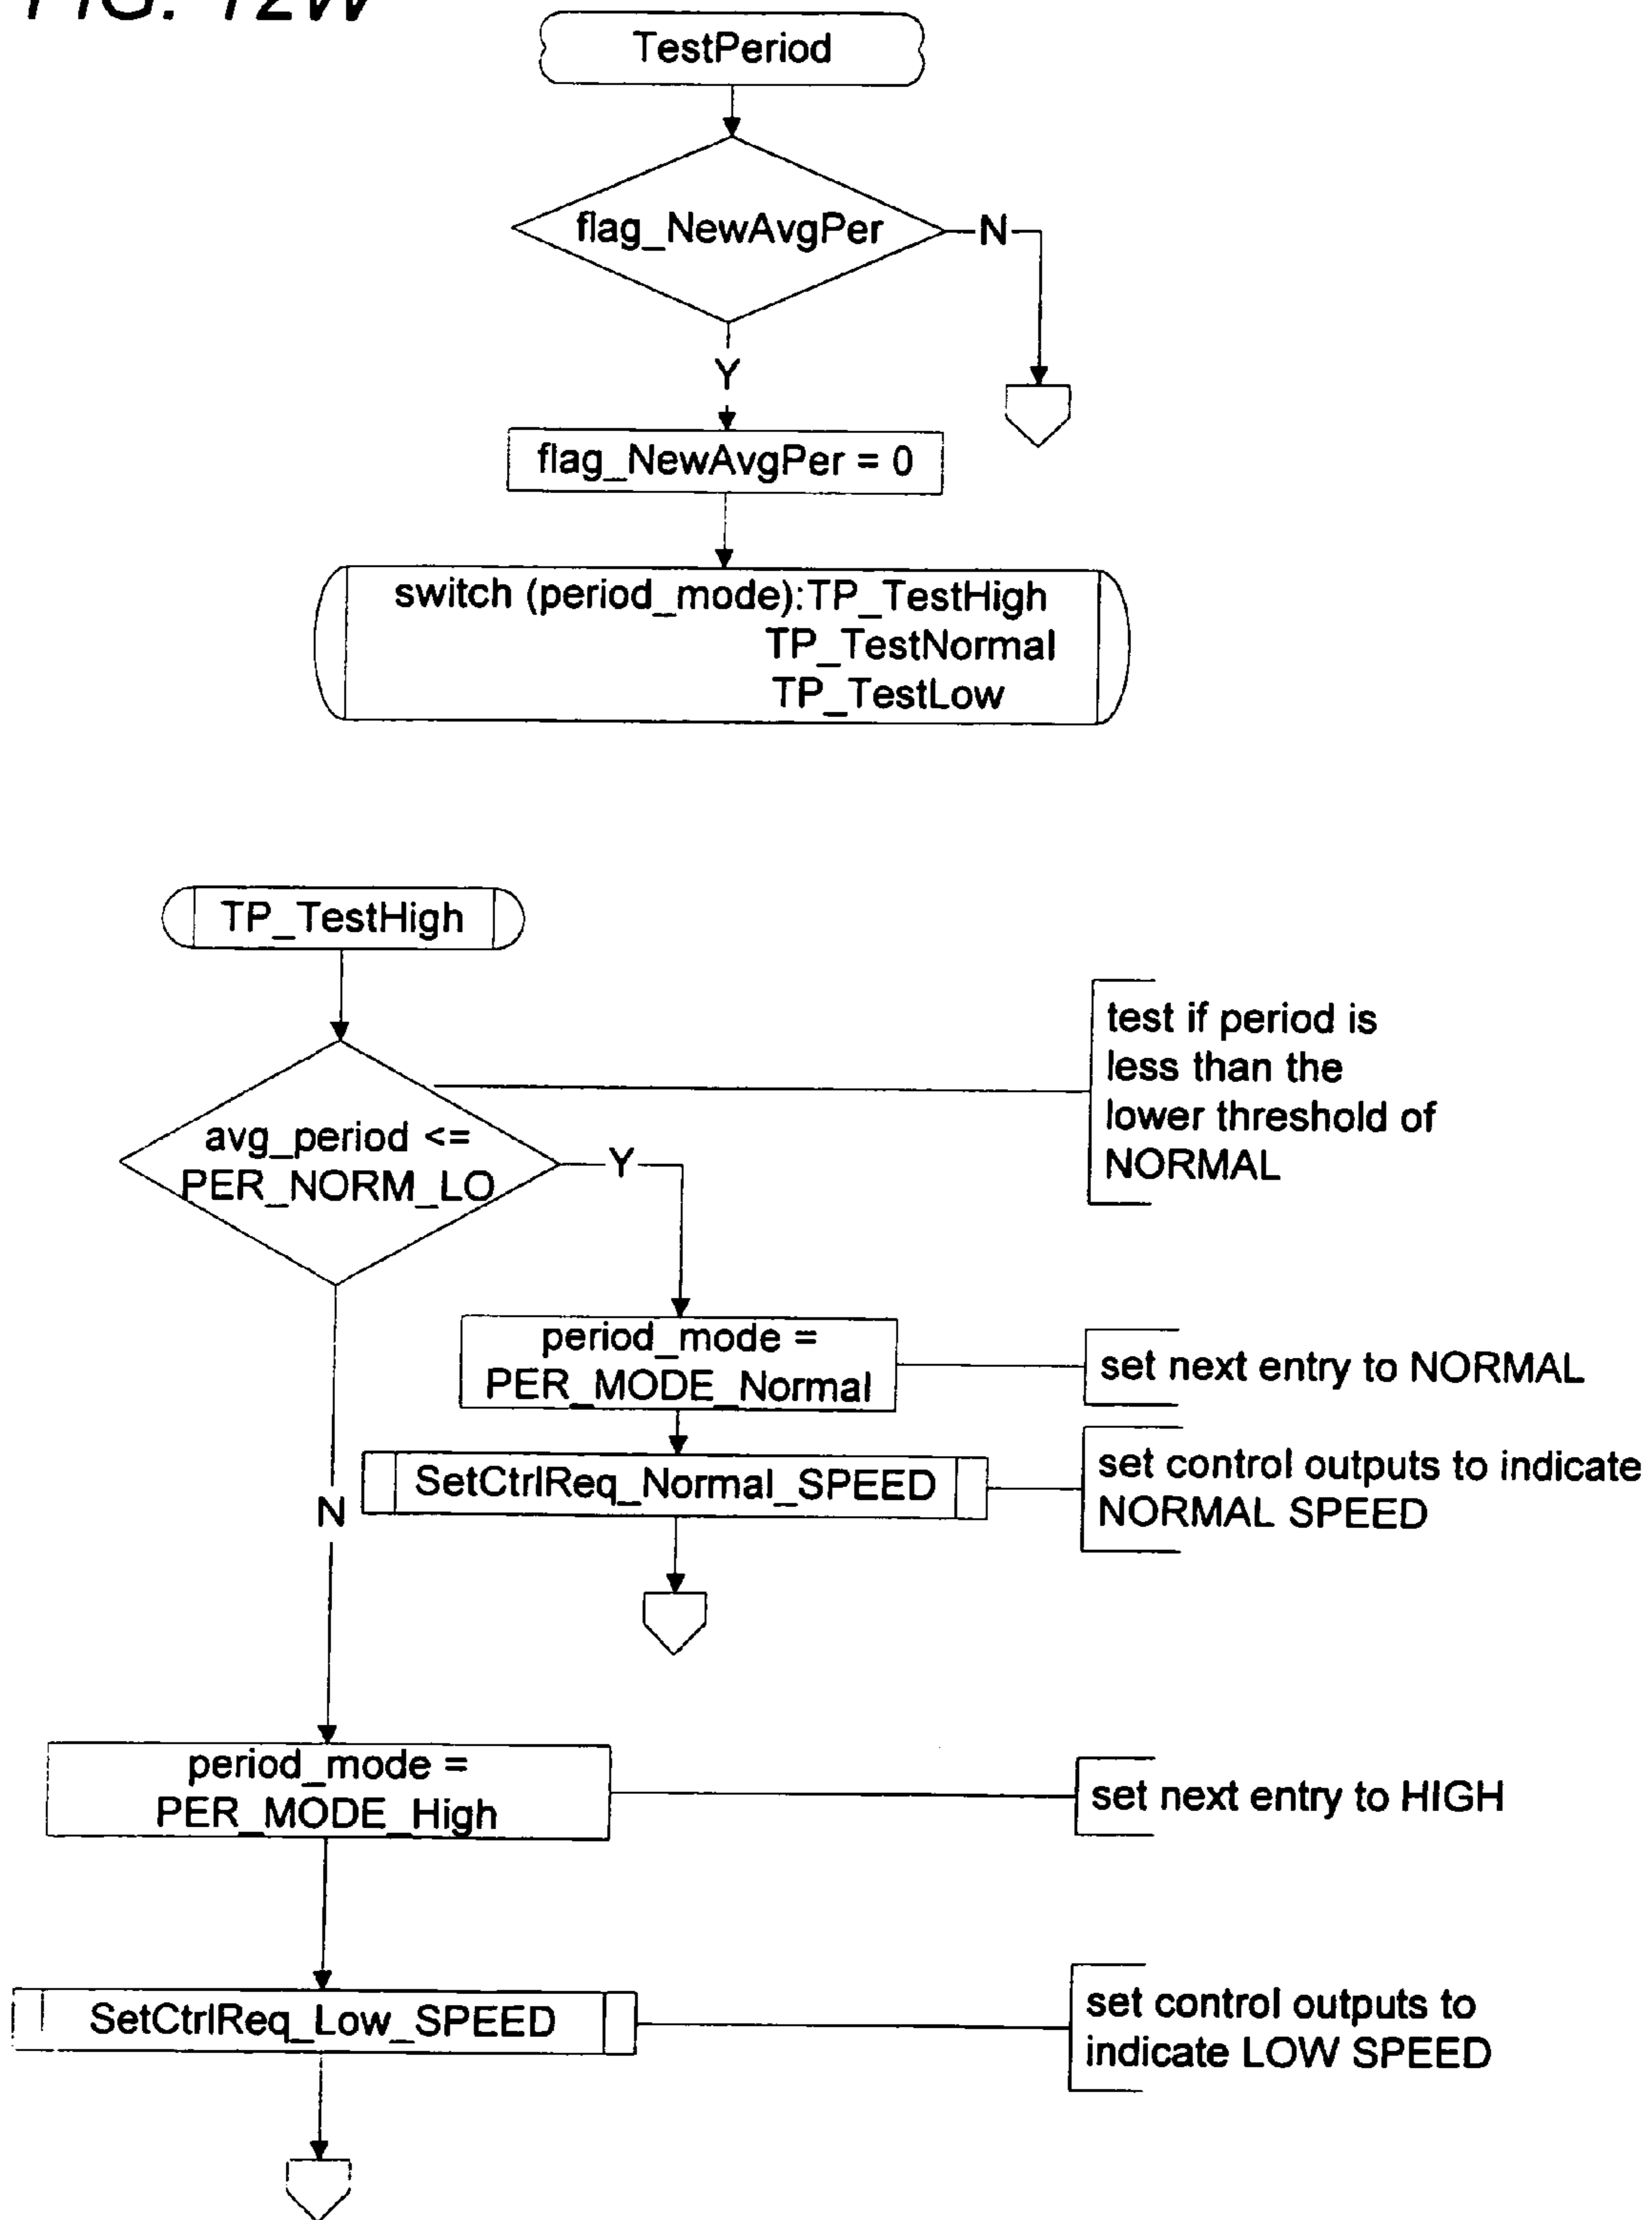 FIG. 12W
TestPeriod
flag_NewAvgPer
N
Y
flag_NewAvgPer = 0
switch (period_mode):TP_TestHigh
TP_TestNormal
TP_TestLow
TP_TestHigh
test if period is
less than the
lower threshold of
NORMAL
avg_period <=
PER_NORM_LO
Y
period_mode =
PER_MODE_Normal
set next entry to NORMAL
SetCtrlReq_Normal_SPEED
set control outputs to indicate
NORMAL SPEED
N
period_mode =
PER_MODE_High
set next entry to HIGH
SetCtrlReq_Low_SPEED
set control outputs to
indicate LOW SPEED